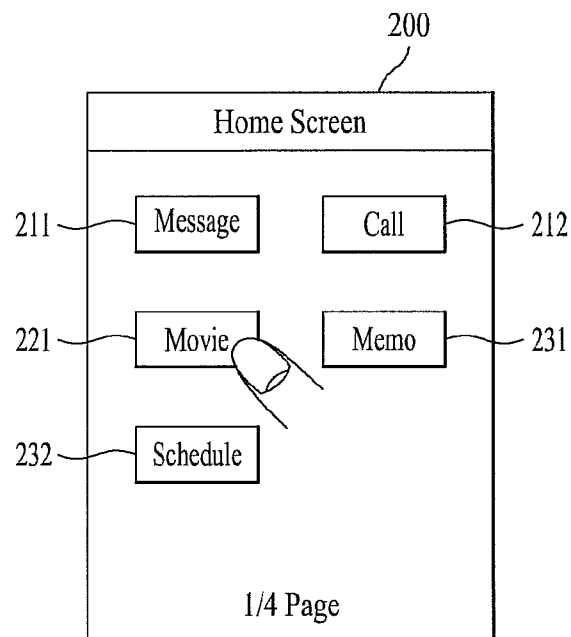 200
Home Screen
211 Message Call 212
221 Movie Memo 231
232 Schedule
1/4 Page